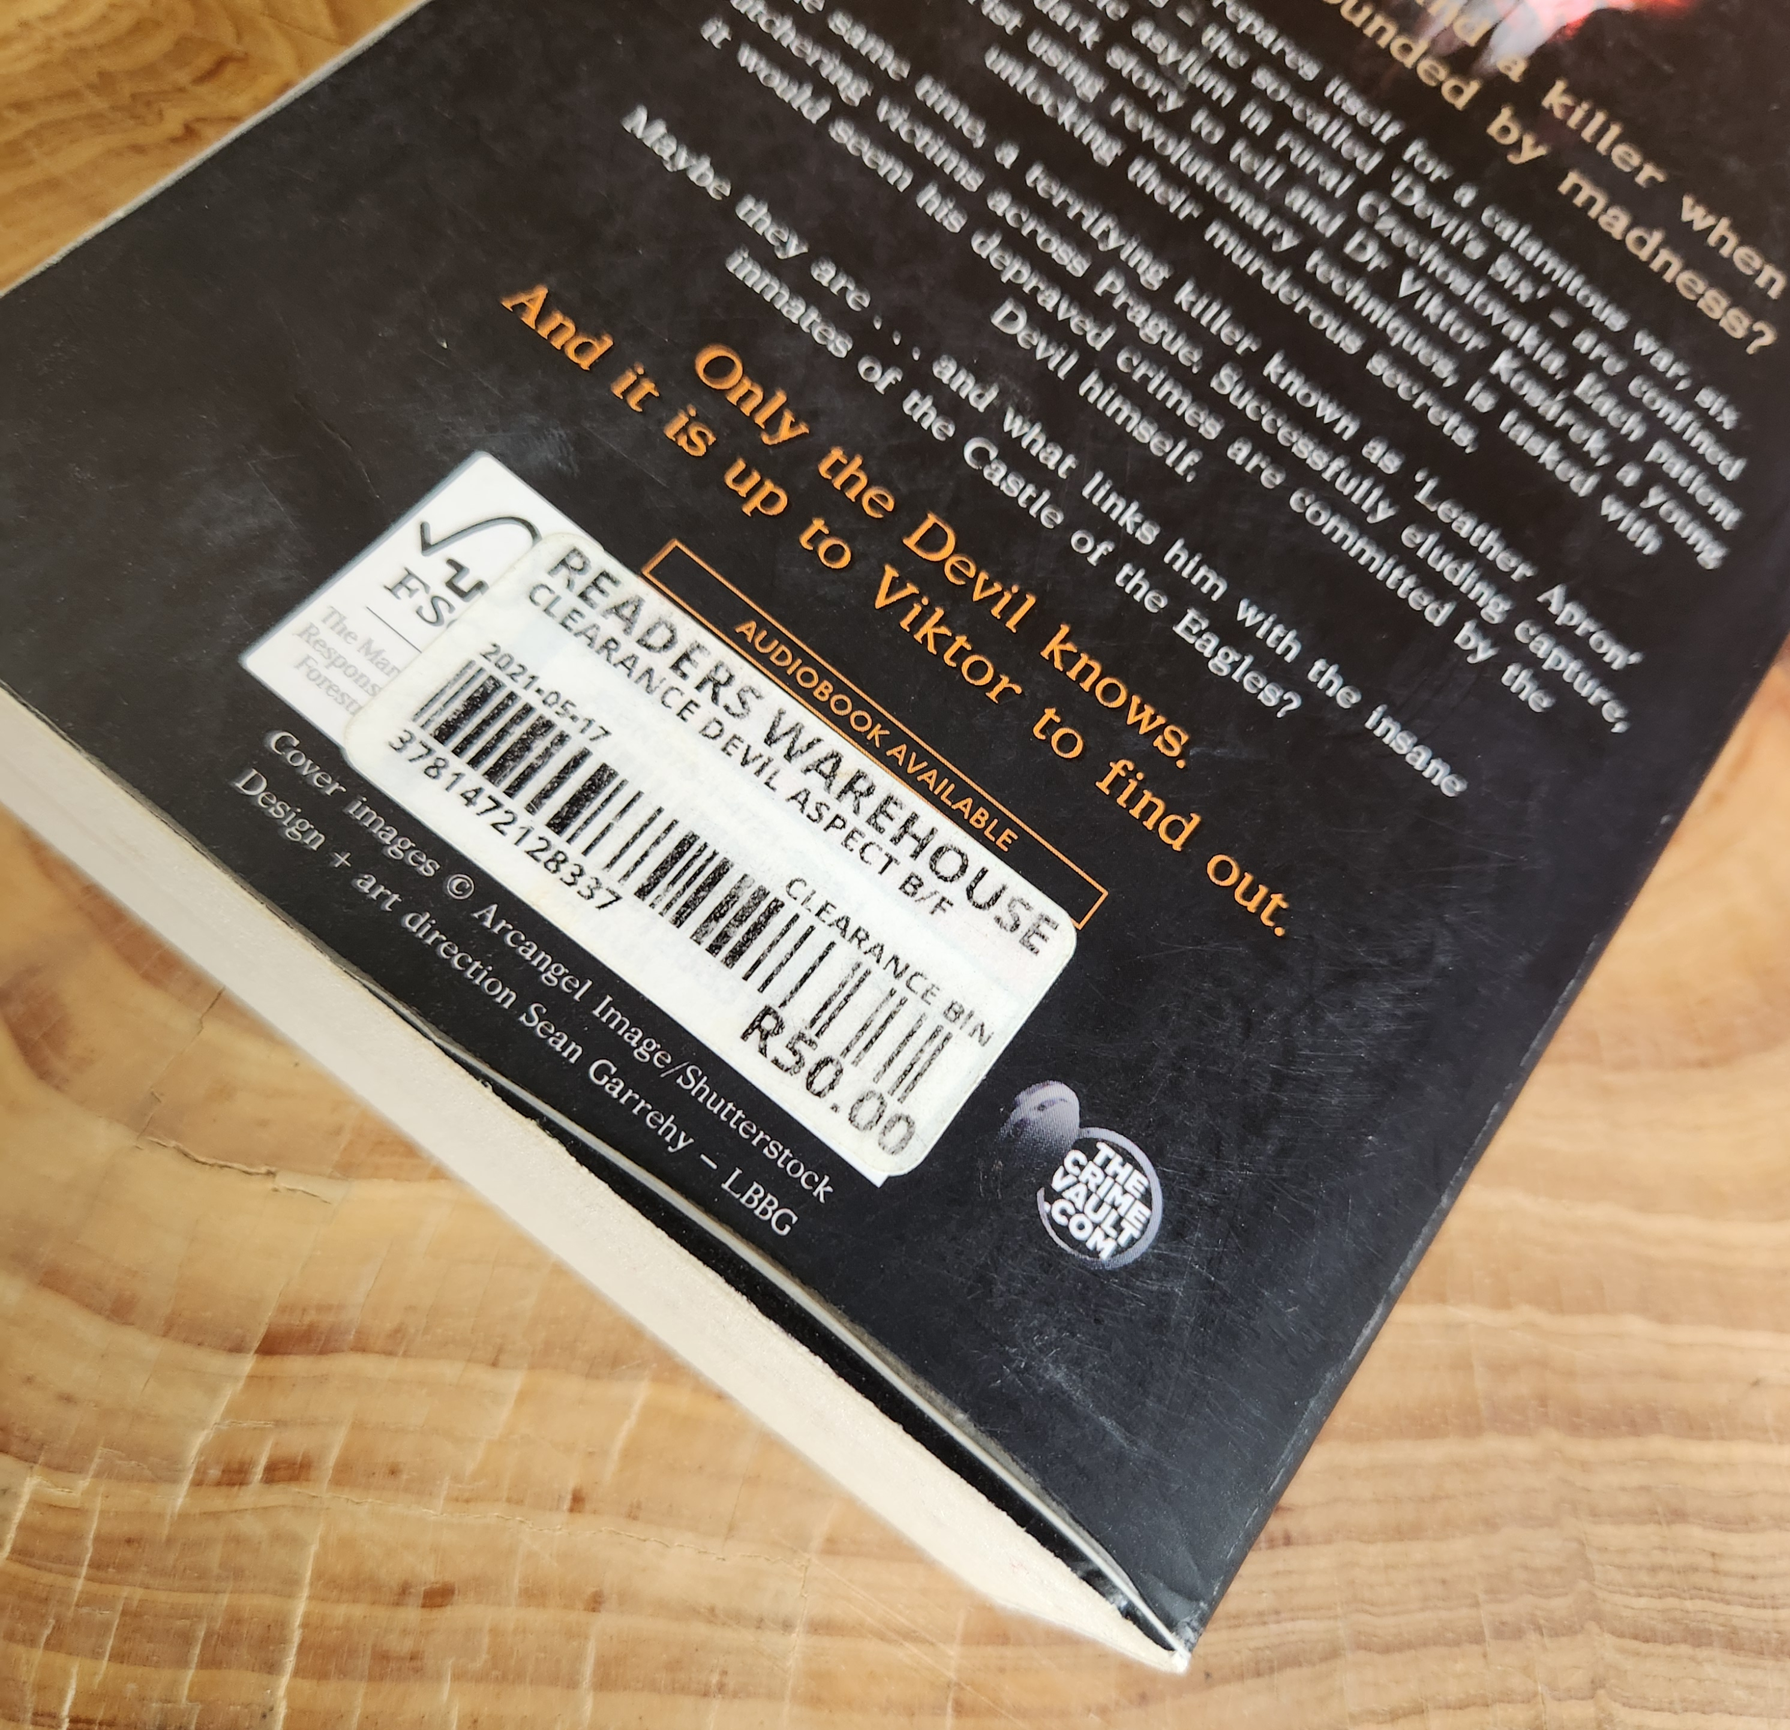 nd a killer when
ounded by madness?
repares itself for a calamitous war, six
– the so-called 'Devil's Six' – are confined
asylum in rural Czechoslovakia. Each patient
dark story to tell and Dr Viktor Kosárek, a young
using revolutionary techniques, is tasked with
unlocking their murderous secrets.
same time, a terrifying killer known as 'Leather Apron'
victims across Prague. Successfully eluding capture,
it would seem his depraved crimes are committed by the
Devil himself.
Maybe they are . . . and what links him with the insane
inmates of the Castle of the Eagles?
Only the Devil knows.
And it is up to Viktor to find out.
AUDIOBOOK AVAILABLE
FS
The Mar
Respons
Forest
READERS WAREHOUSE
CLEARANCE DEVIL ASPECT B/F
2021-05-17
CLEARANCE BIN
3781472128337
R50.00
Cover images © Arcangel Image/Shutterstock
Design + art direction Sean Garrehy – LBBG
THE
CRIME
VAULT
.COM